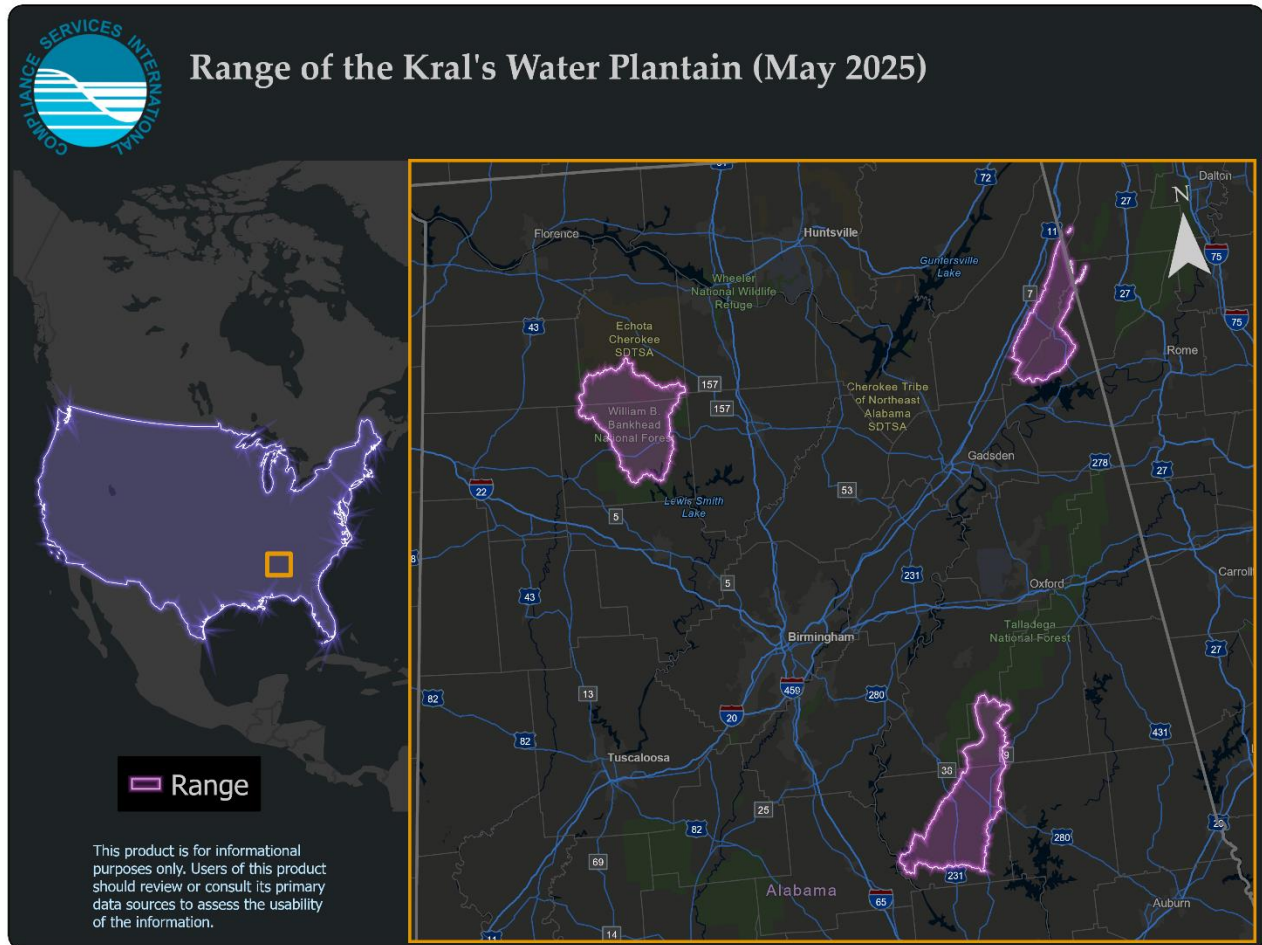 COMPLIANCE SERVICES INTERNATIONAL
Range of the Kral's Water Plantain (May 2025)
Range
This product is for informational
purposes only. Users of this product
should review or consult its primary
data sources to assess the usability
of the information.
72
Dalton
27
N
11
Florence
Huntsville
Guntersville
Lake
75
Wheeler
National Wildlife
Refuge
7
27
43
Echota
Cherokee
SDTSA
75
Rome
157
Cherokee Tribe
of Northeast
Alabama
SDTSA
157
William B.
Bankhead
National Forest
Gadsden
278
27
22
53
Lewis Smith
Lake
5
231
5
43
Oxford
Talladega
National Forest
Birmingham
27
459
13
82
280
20
431
82
Tuscaloosa
9
38
25
82
280
69
231
Alabama
65
Auburn
14
11